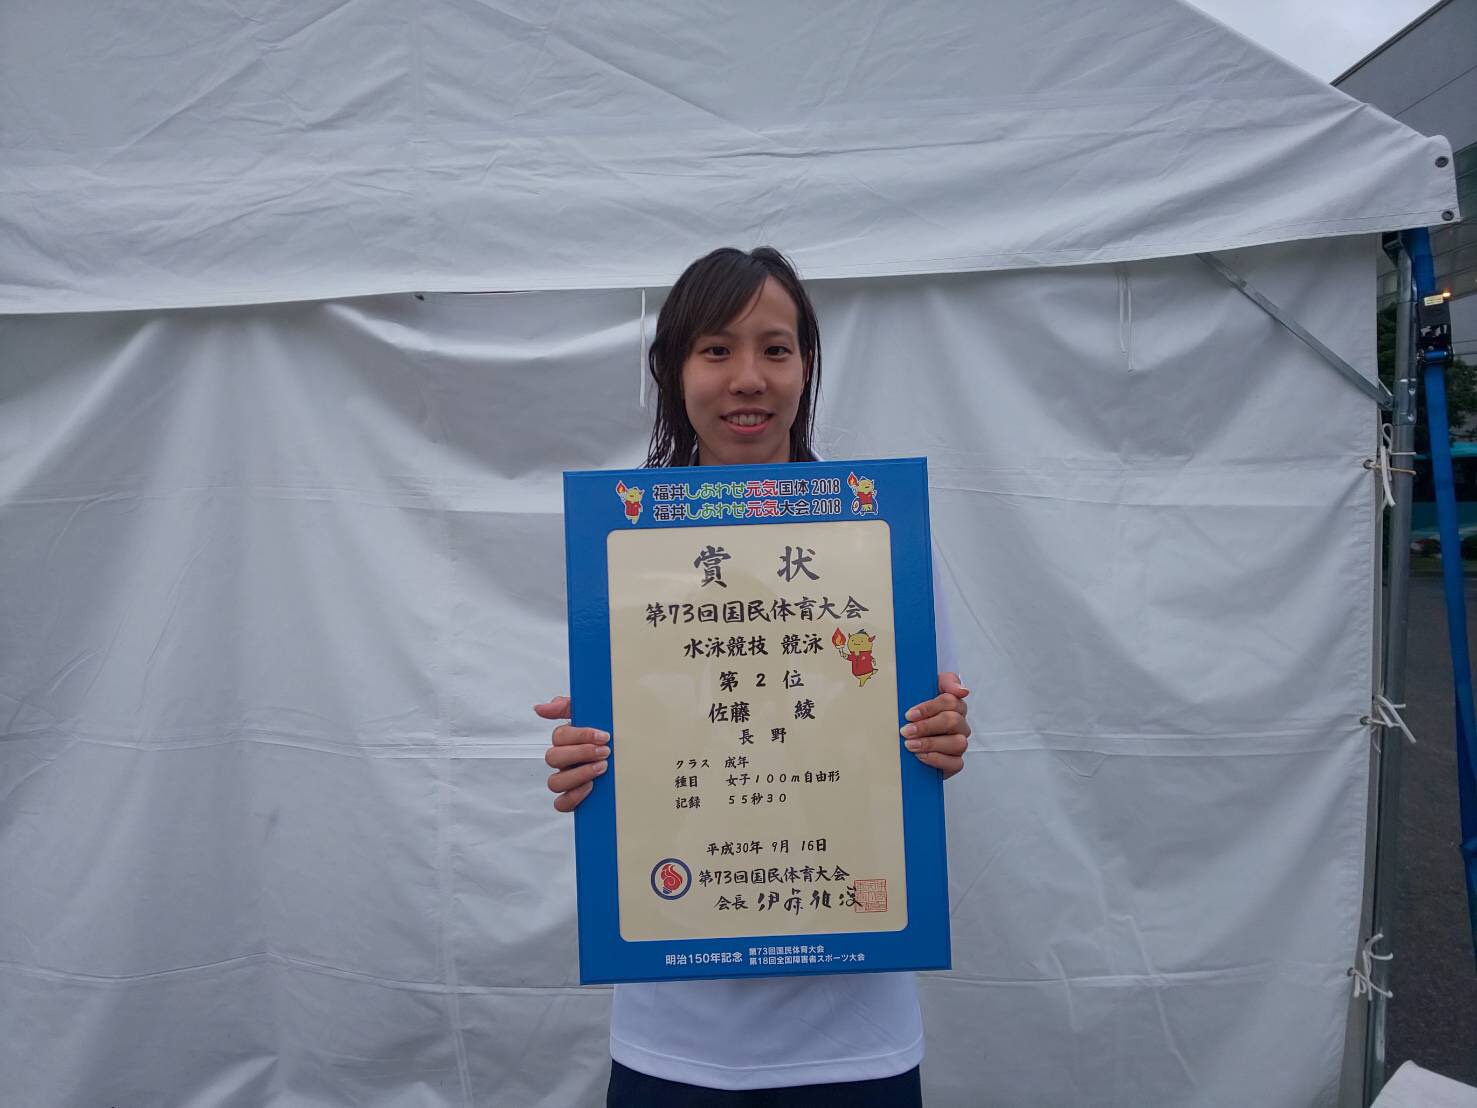 福井しあわせ元気国体2018
福井しあわせ元気大会2018
賞 状
第73回国民体育大会
水泳競技 競泳
第 2 位
佐藤 綾
長 野
クラス 成年
種目 女子100m自由形
記録 55秒30
平成30年 9月 16日
第73回国民体育大会
会長 伊藤雅俊
明治150年記念 第73回国民体育大会
第18回全国障害者スポーツ大会